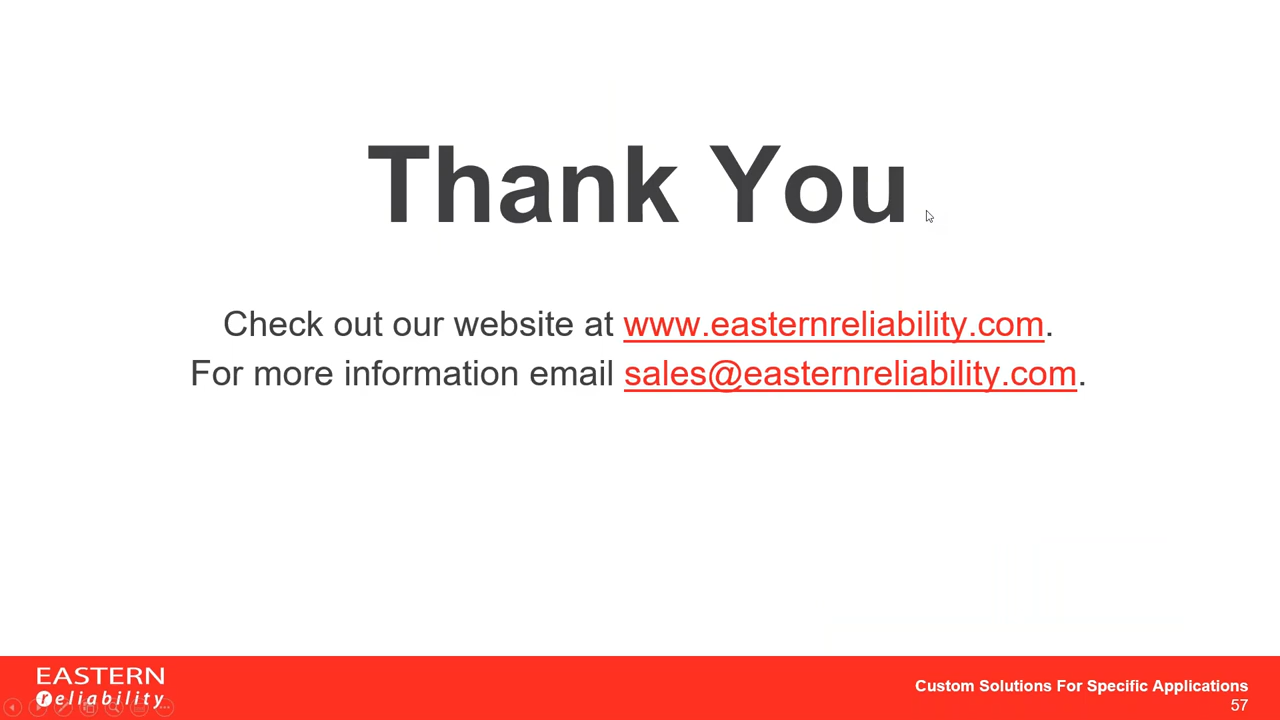 Thank You
Check out our website at www.easternreliability.com.
For more information email sales@easternreliability.com.
EASTERN
reliability
Custom Solutions For Specific Applications
57